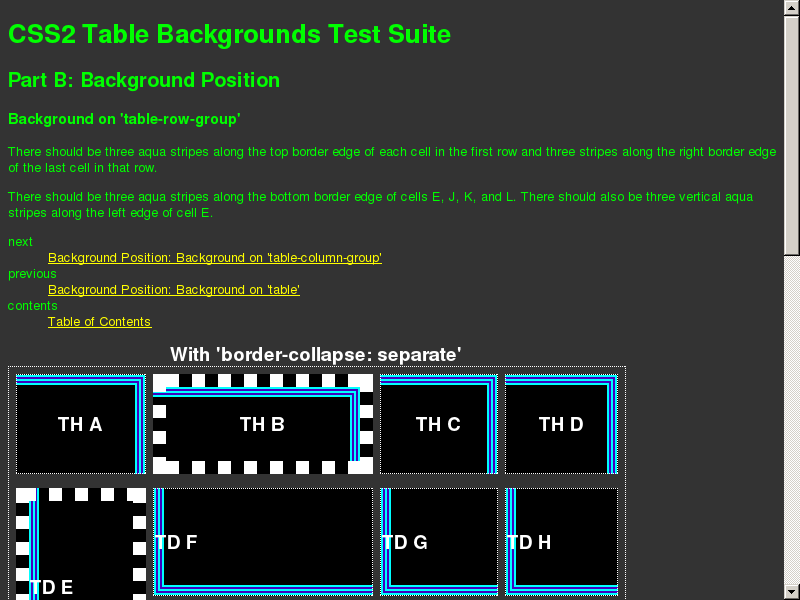 CSS2 Table Backgrounds Test Suite
Part B: Background Position
Background on 'table-row-group'
There should be three aqua stripes along the top border edge of each cell in the first row and three stripes along the right border edge
of the last cell in that row.
There should be three aqua stripes along the bottom border edge of cells E, J, K, and L. There should also be three vertical aqua
stripes along the left edge of cell E.
next
Background Position: Background on 'table-column-group'
previous
Background Position: Background on 'table'
contents
Table of Contents
With 'border-collapse: separate'
TH A TH B TH C TH D
TD F TD G TD H
TD E